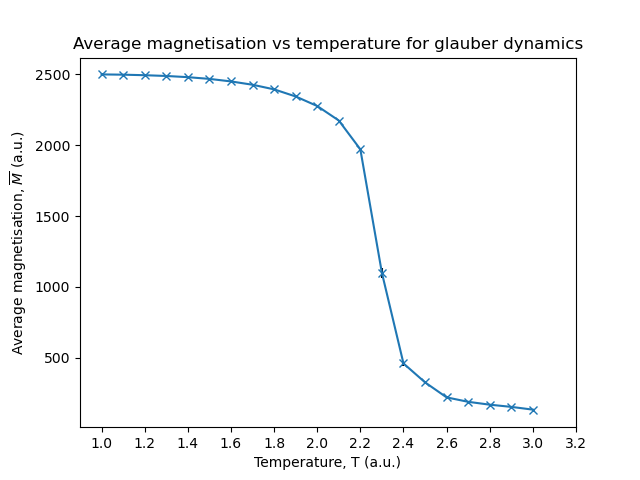 Average magnetisation vs temperature for glauber dynamics
2500
2000
1500
1000
500
Average magnetisation, M̅ (a.u.)
1.0 1.2 1.4 1.6 1.8 2.0 2.2 2.4 2.6 2.8 3.0 3.2
Temperature, T (a.u.)